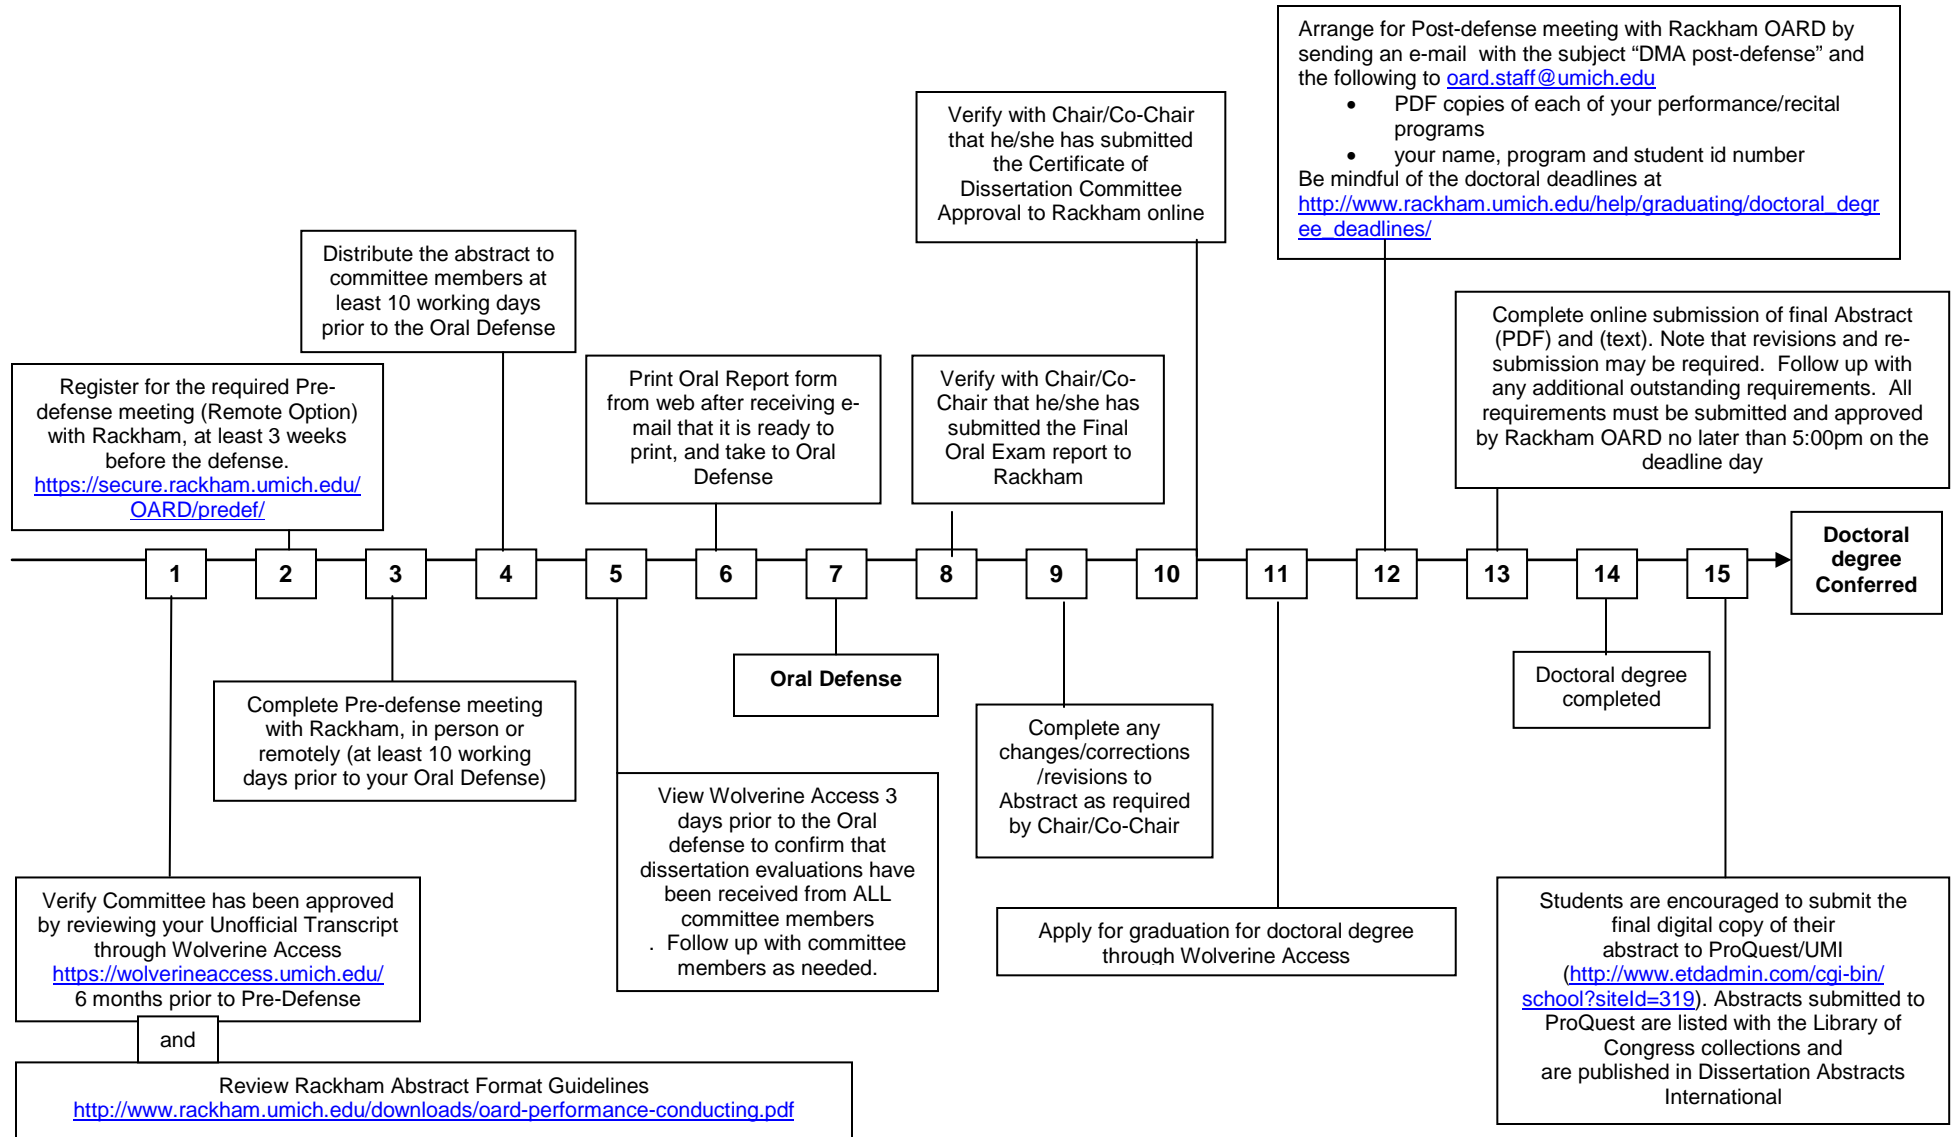 Arrange for Post-defense meeting with Rackham OARD by
sending an e-mail  with the subject “DMA post-defense” and
the following to oard.staff@umich.edu
• PDF copies of each of your performance/recital
programs
• your name, program and student id number
Be mindful of the doctoral deadlines at
http://www.rackham.umich.edu/help/graduating/doctoral_degr
ee_deadlines/
Verify with Chair/Co-Chair
that he/she has submitted
the Certificate of
Dissertation Committee
Approval to Rackham online
Distribute the abstract to
committee members at
least 10 working days
prior to the Oral Defense
Complete online submission of final Abstract
(PDF) and (text). Note that revisions and re-
submission may be required.  Follow up with
any additional outstanding requirements.  All
requirements must be submitted and approved
by Rackham OARD no later than 5:00pm on the
deadline day
Register for the required Pre-
defense meeting (Remote Option)
with Rackham, at least 3 weeks
before the defense.
https://secure.rackham.umich.edu/
OARD/predef/
Print Oral Report form
from web after receiving e-
mail that it is ready to
print, and take to Oral
Defense
Verify with Chair/Co-
Chair that he/she has
submitted the Final
Oral Exam report to
Rackham
1
2
3
4
5
6
7
8
9
10
11
12
13
14
15
Doctoral
degree
Conferred
Complete Pre-defense meeting
with Rackham, in person or
remotely (at least 10 working
days prior to your Oral Defense)
Oral Defense
Doctoral degree
completed
Complete any
changes/corrections
/revisions to
Abstract as required
by Chair/Co-Chair
View Wolverine Access 3
days prior to the Oral
defense to confirm that
dissertation evaluations have
been received from ALL
committee members
.  Follow up with committee
members as needed.
Verify Committee has been approved
by reviewing your Unofficial Transcript
through Wolverine Access
https://wolverineaccess.umich.edu/
6 months prior to Pre-Defense
and
Review Rackham Abstract Format Guidelines
http://www.rackham.umich.edu/downloads/oard-performance-conducting.pdf
Apply for graduation for doctoral degree
through Wolverine Access
Students are encouraged to submit the
final digital copy of their
abstract to ProQuest/UMI
(http://www.etdadmin.com/cgi-bin/
school?siteId=319). Abstracts submitted to
ProQuest are listed with the Library of
Congress collections and
are published in Dissertation Abstracts
International